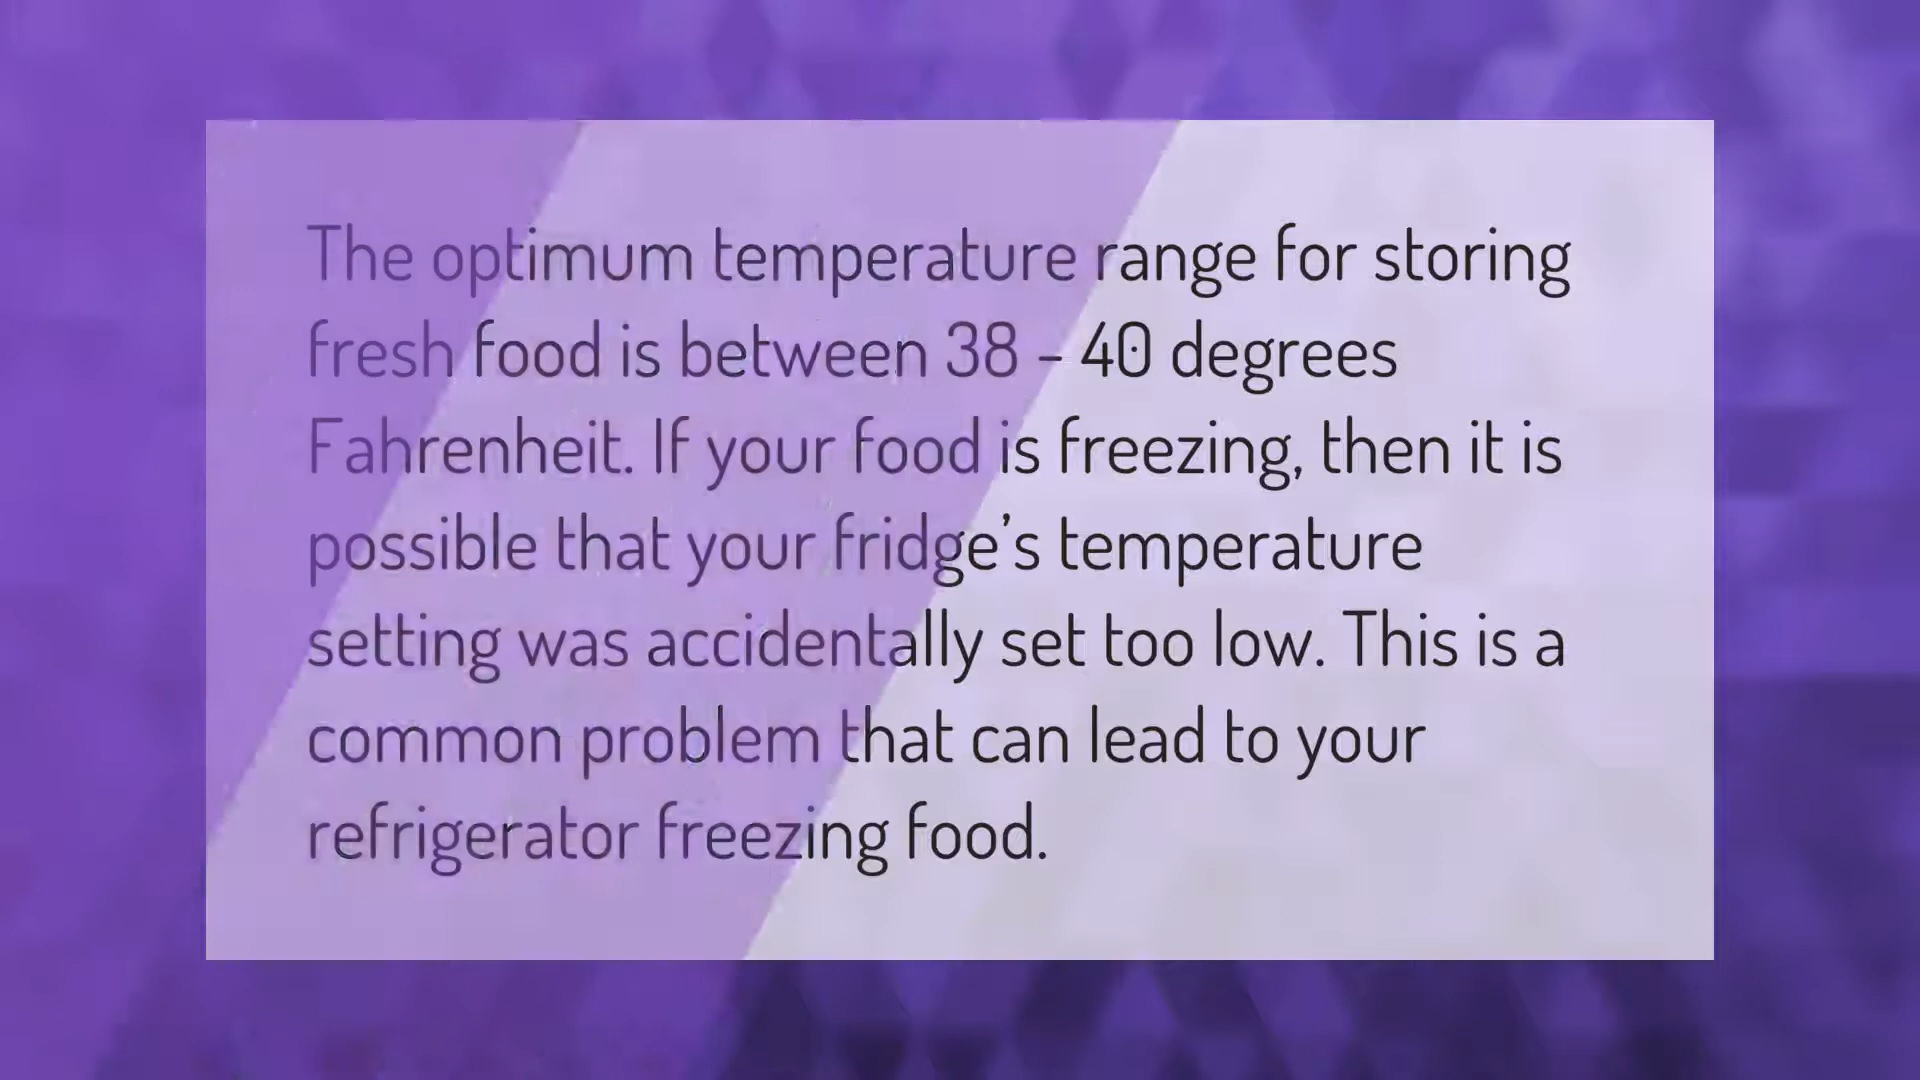 The optimum temperature range for storing
fresh food is between 38 – 40 degrees
Fahrenheit. If your food is freezing, then it is
possible that your fridge’s temperature
setting was accidentally set too low. This is a
common problem that can lead to your
refrigerator freezing food.